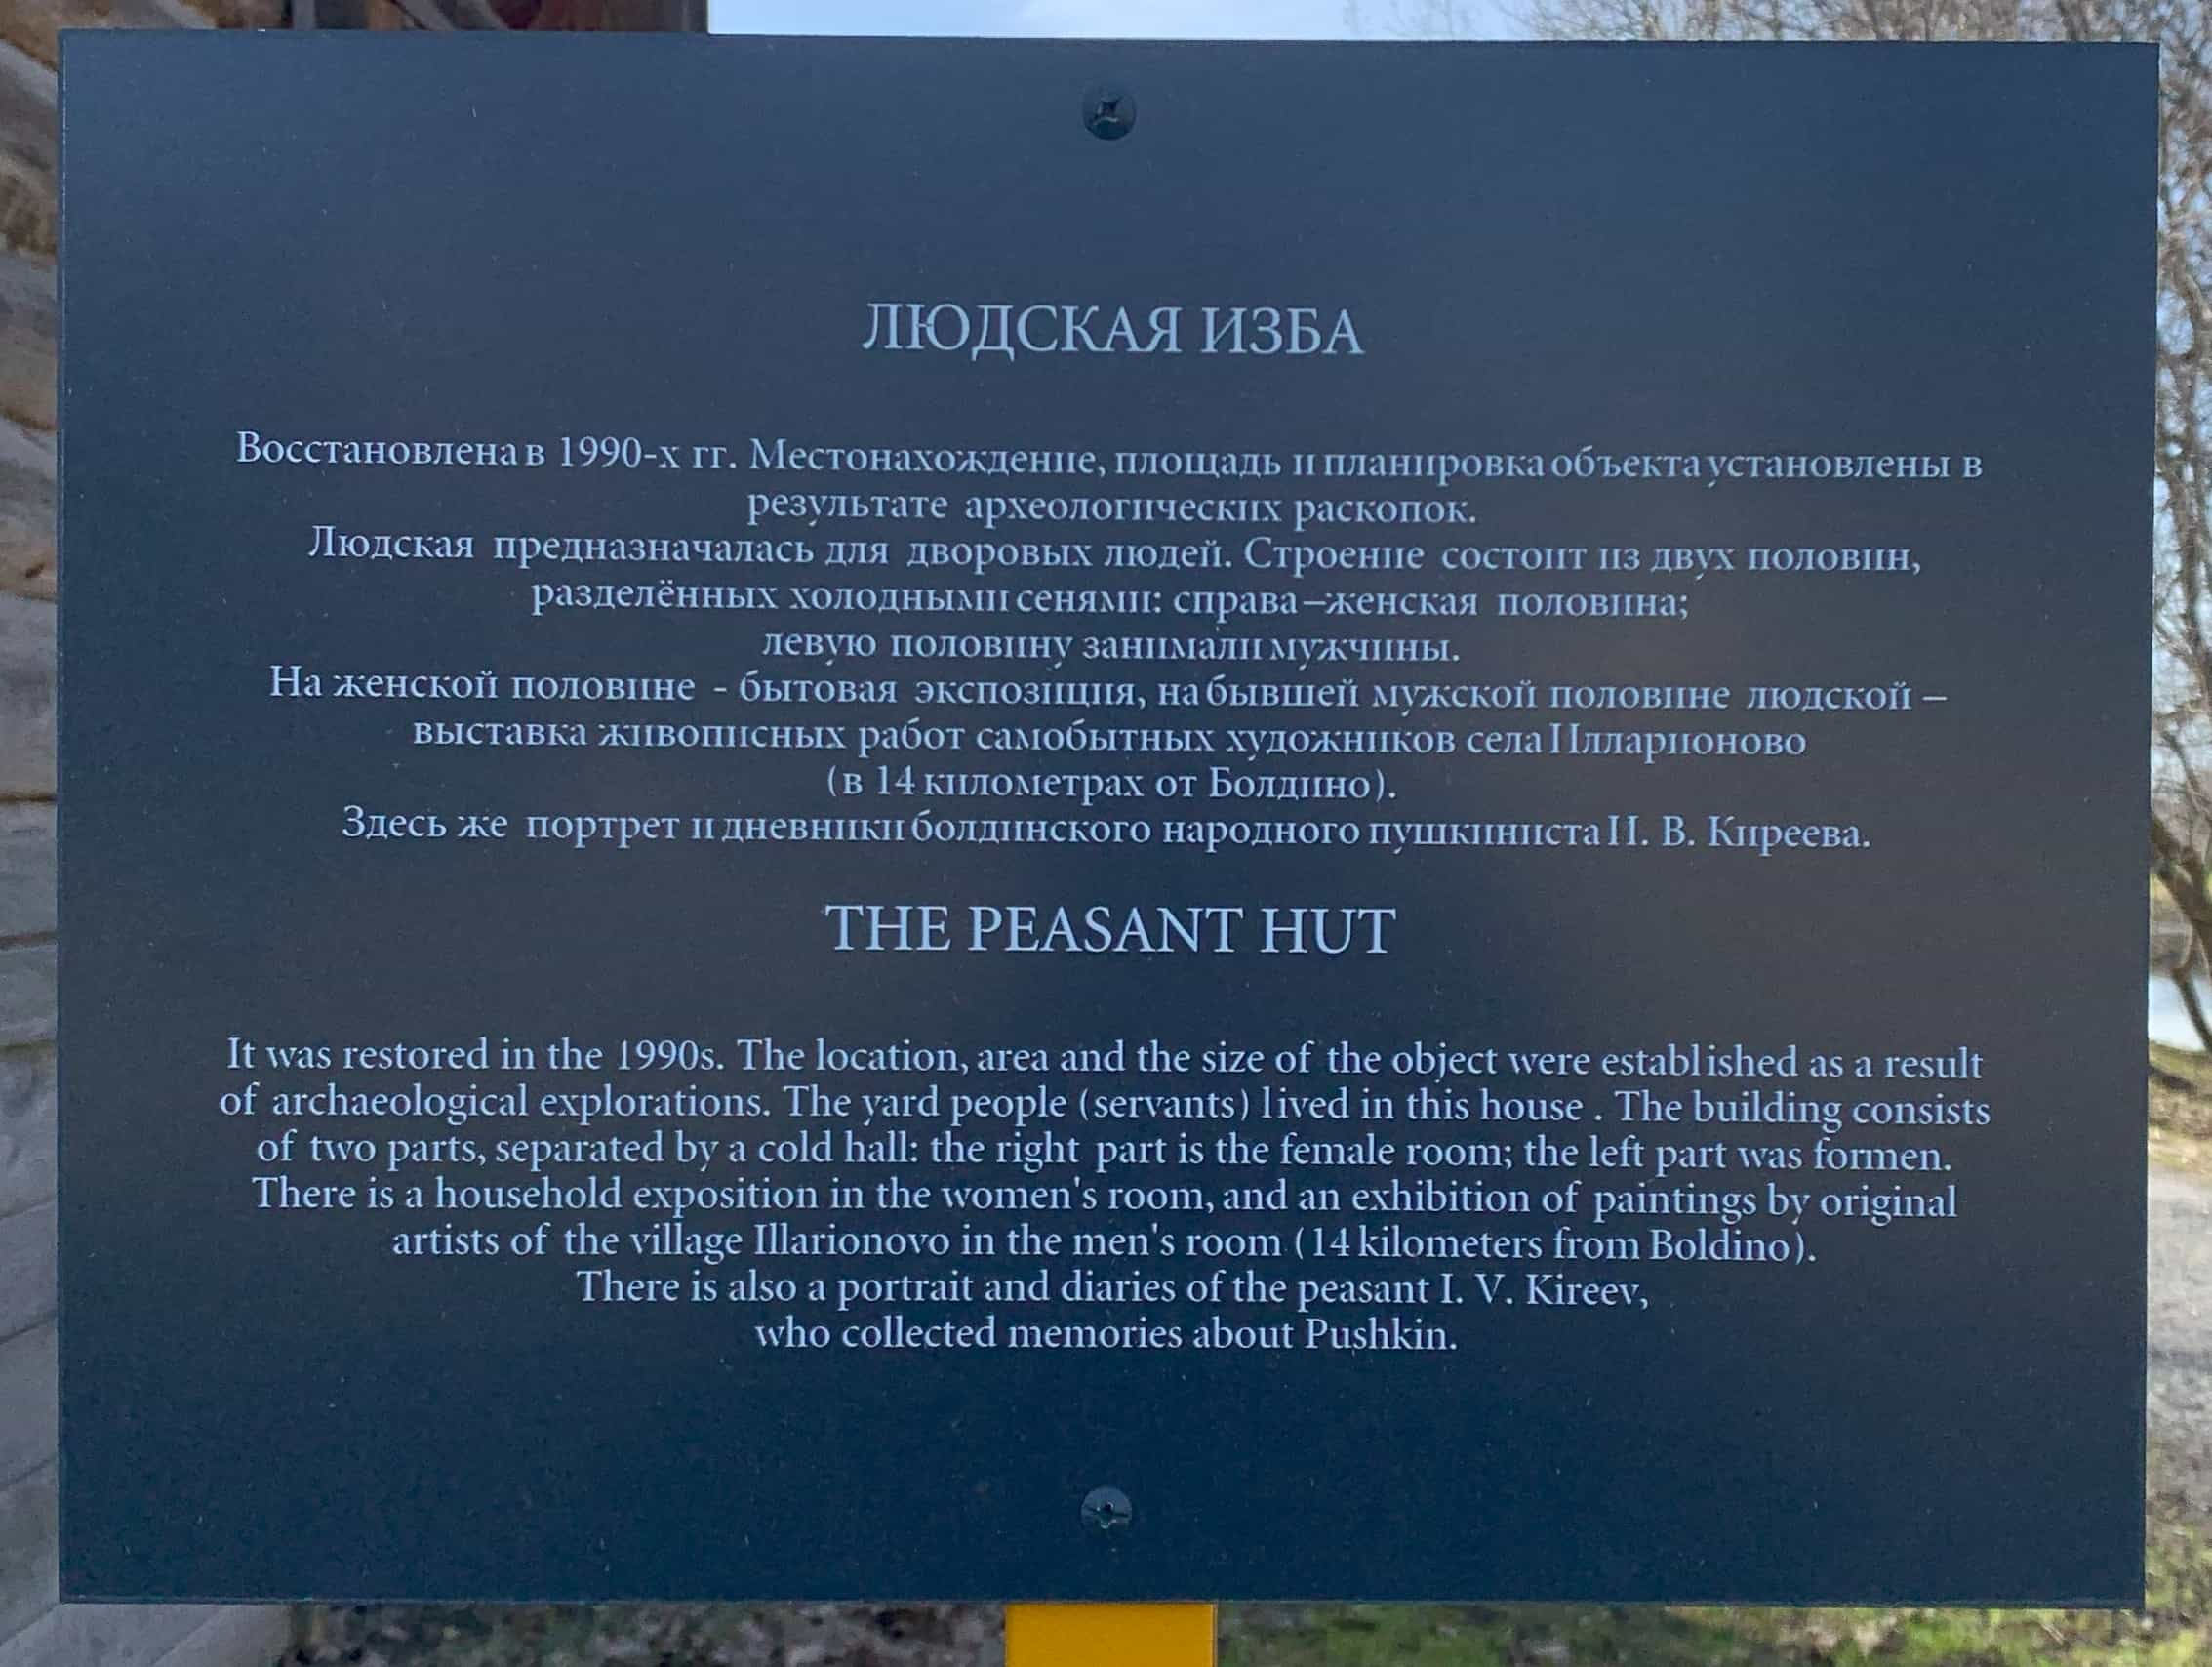 ЛЮДСКАЯ ИЗБА
Восстановлена в 1990-х гг. Местонахождение, площадь и планировка объекта установлены в
результате археологических раскопок.
Людская предназначалась для дворовых людей. Строение состоит из двух половин,
разделённых холодными сенями: справа–женская половина;
левую половину занимали мужчины.
На женской половине - бытовая экспозиция, на бывшей мужской половине людской –
выставка живописных работ самобытных художников села Илларионово
(в 14 километрах от Болдино).
Здесь же портрет и дневники болдинского народного пушкиниста И. В. Киреева.
THE PEASANT HUT
It was restored in the 1990s. The location, area and the size of the object were established as a result
of archaeological explorations. The yard people (servants) lived in this house . The building consists
of two parts, separated by a cold hall: the right part is the female room; the left part was formen.
There is a household exposition in the women's room, and an exhibition of paintings by original
artists of the village Illarionovo in the men's room (14 kilometers from Boldino).
There is also a portrait and diaries of the peasant I. V. Kireev,
who collected memories about Pushkin.